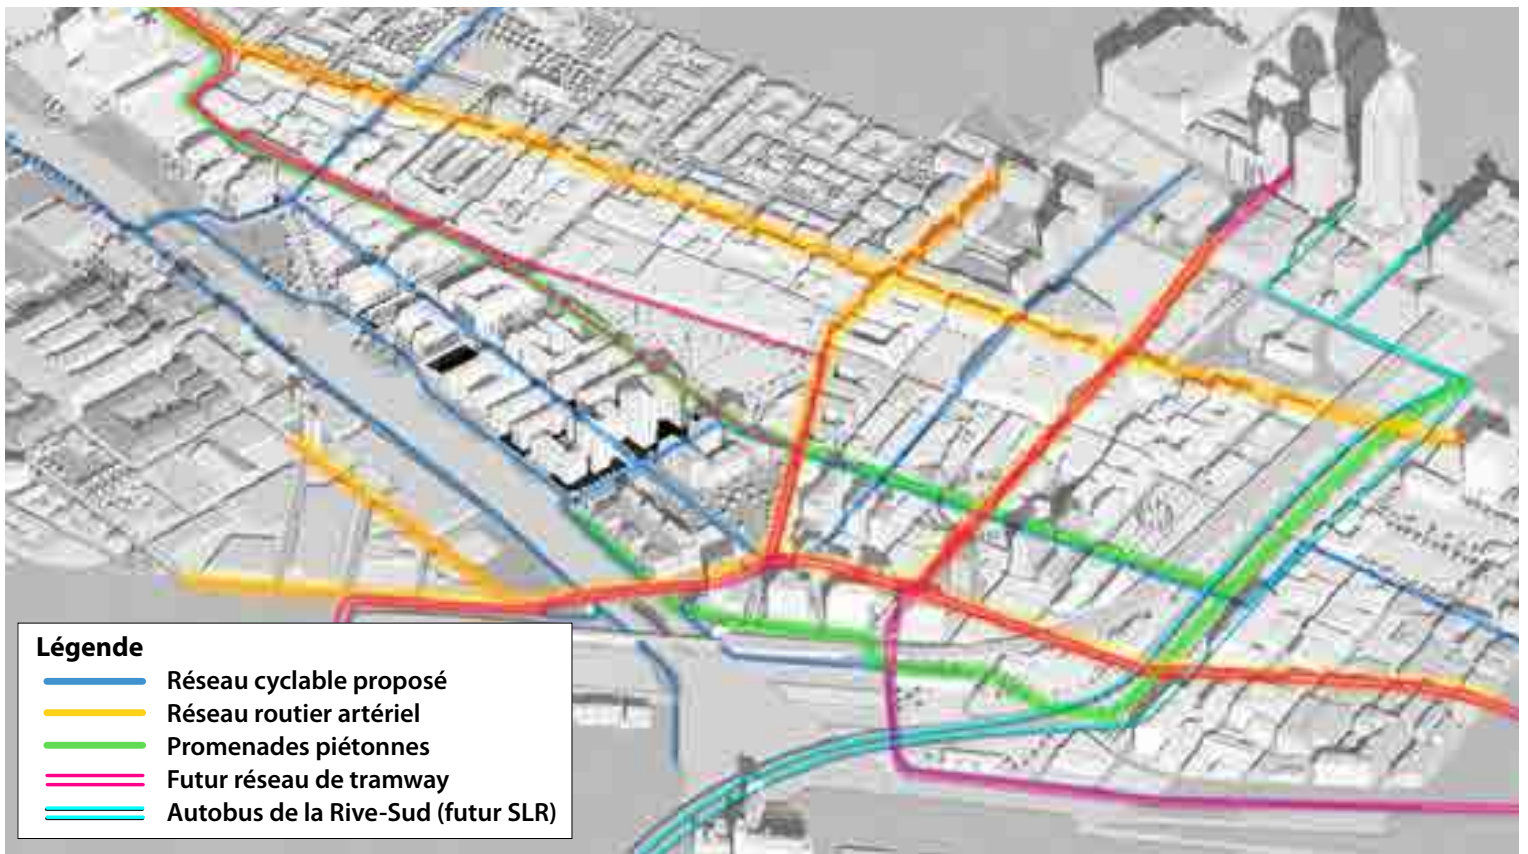 Légende
Réseau cyclable proposé
Réseau routier artériel
Promenades piétonnes
Futur réseau de tramway
Autobus de la Rive-Sud (futur SLR)